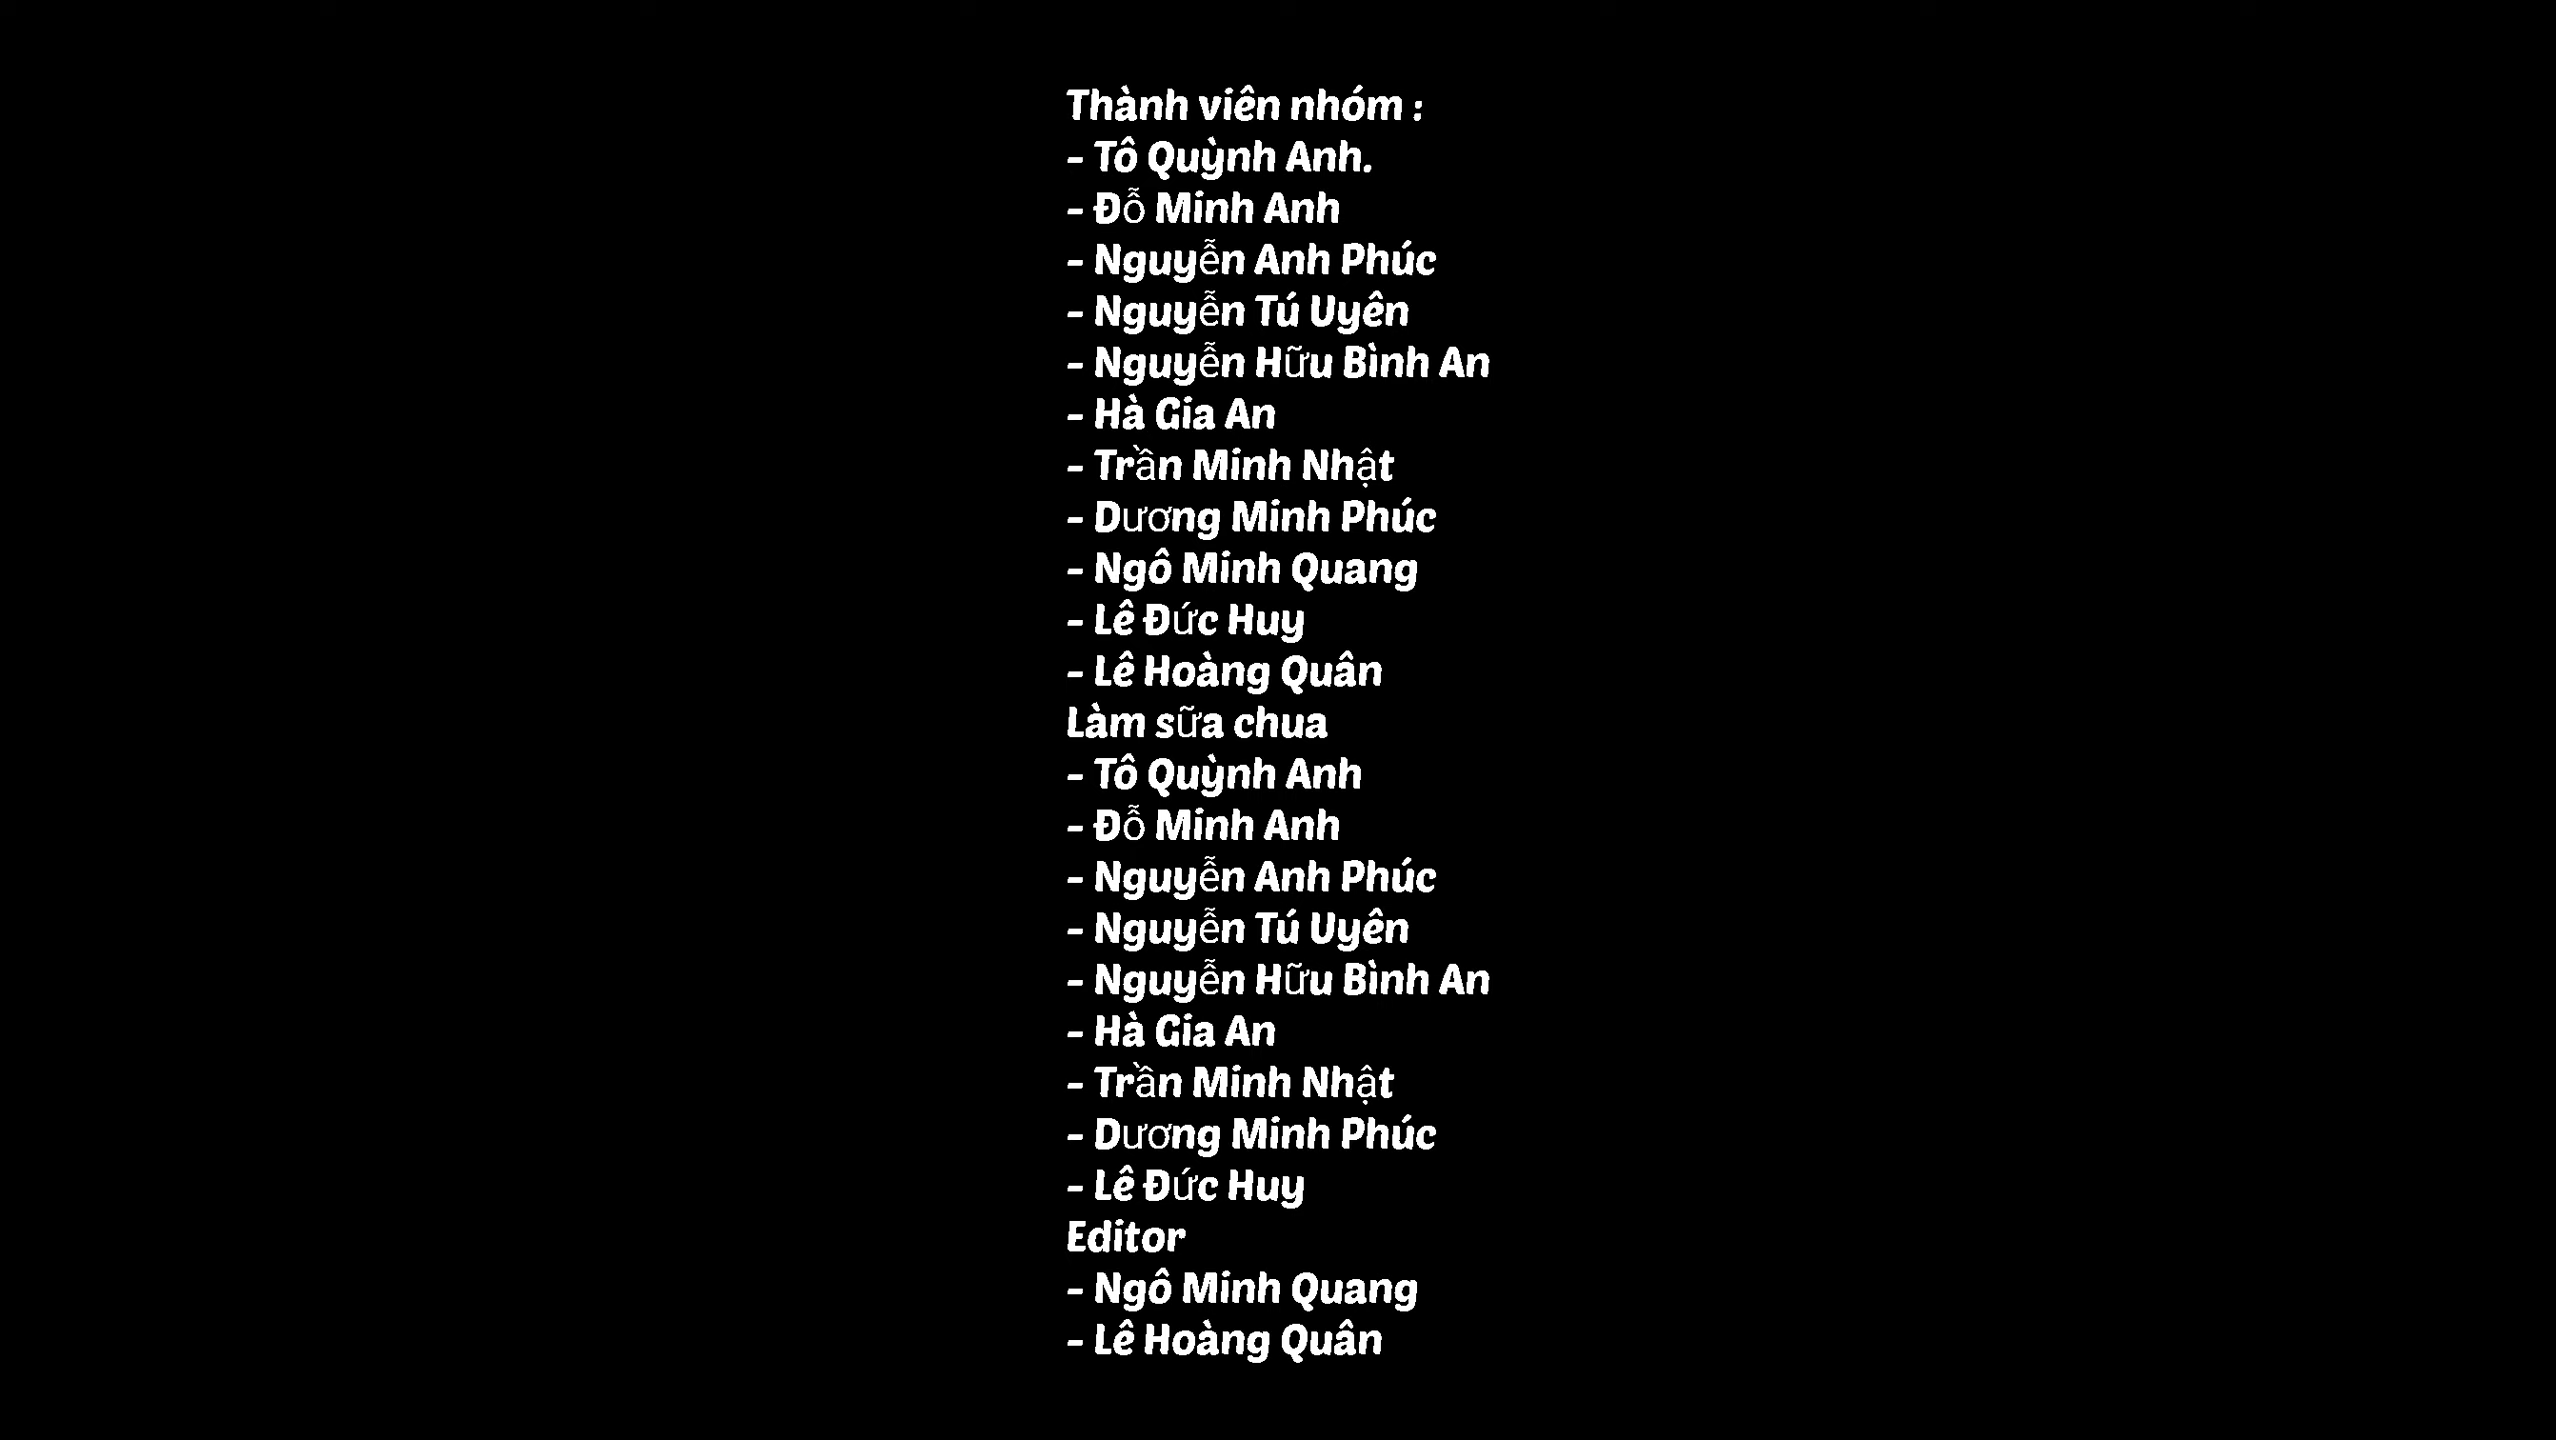 Thành viên nhóm :
- Tô Quỳnh Anh.
- Đỗ Minh Anh
- Nguyễn Anh Phúc
- Nguyễn Tú Uyên
- Nguyễn Hữu Bình An
- Hà Gia An
- Trần Minh Nhật
- Dương Minh Phúc
- Ngô Minh Quang
- Lê Đức Huy
- Lê Hoàng Quân
Làm sữa chua
- Tô Quỳnh Anh
- Đỗ Minh Anh
- Nguyễn Anh Phúc
- Nguyễn Tú Uyên
- Nguyễn Hữu Bình An
- Hà Gia An
- Trần Minh Nhật
- Dương Minh Phúc
- Lê Đức Huy
Editor
- Ngô Minh Quang
- Lê Hoàng Quân